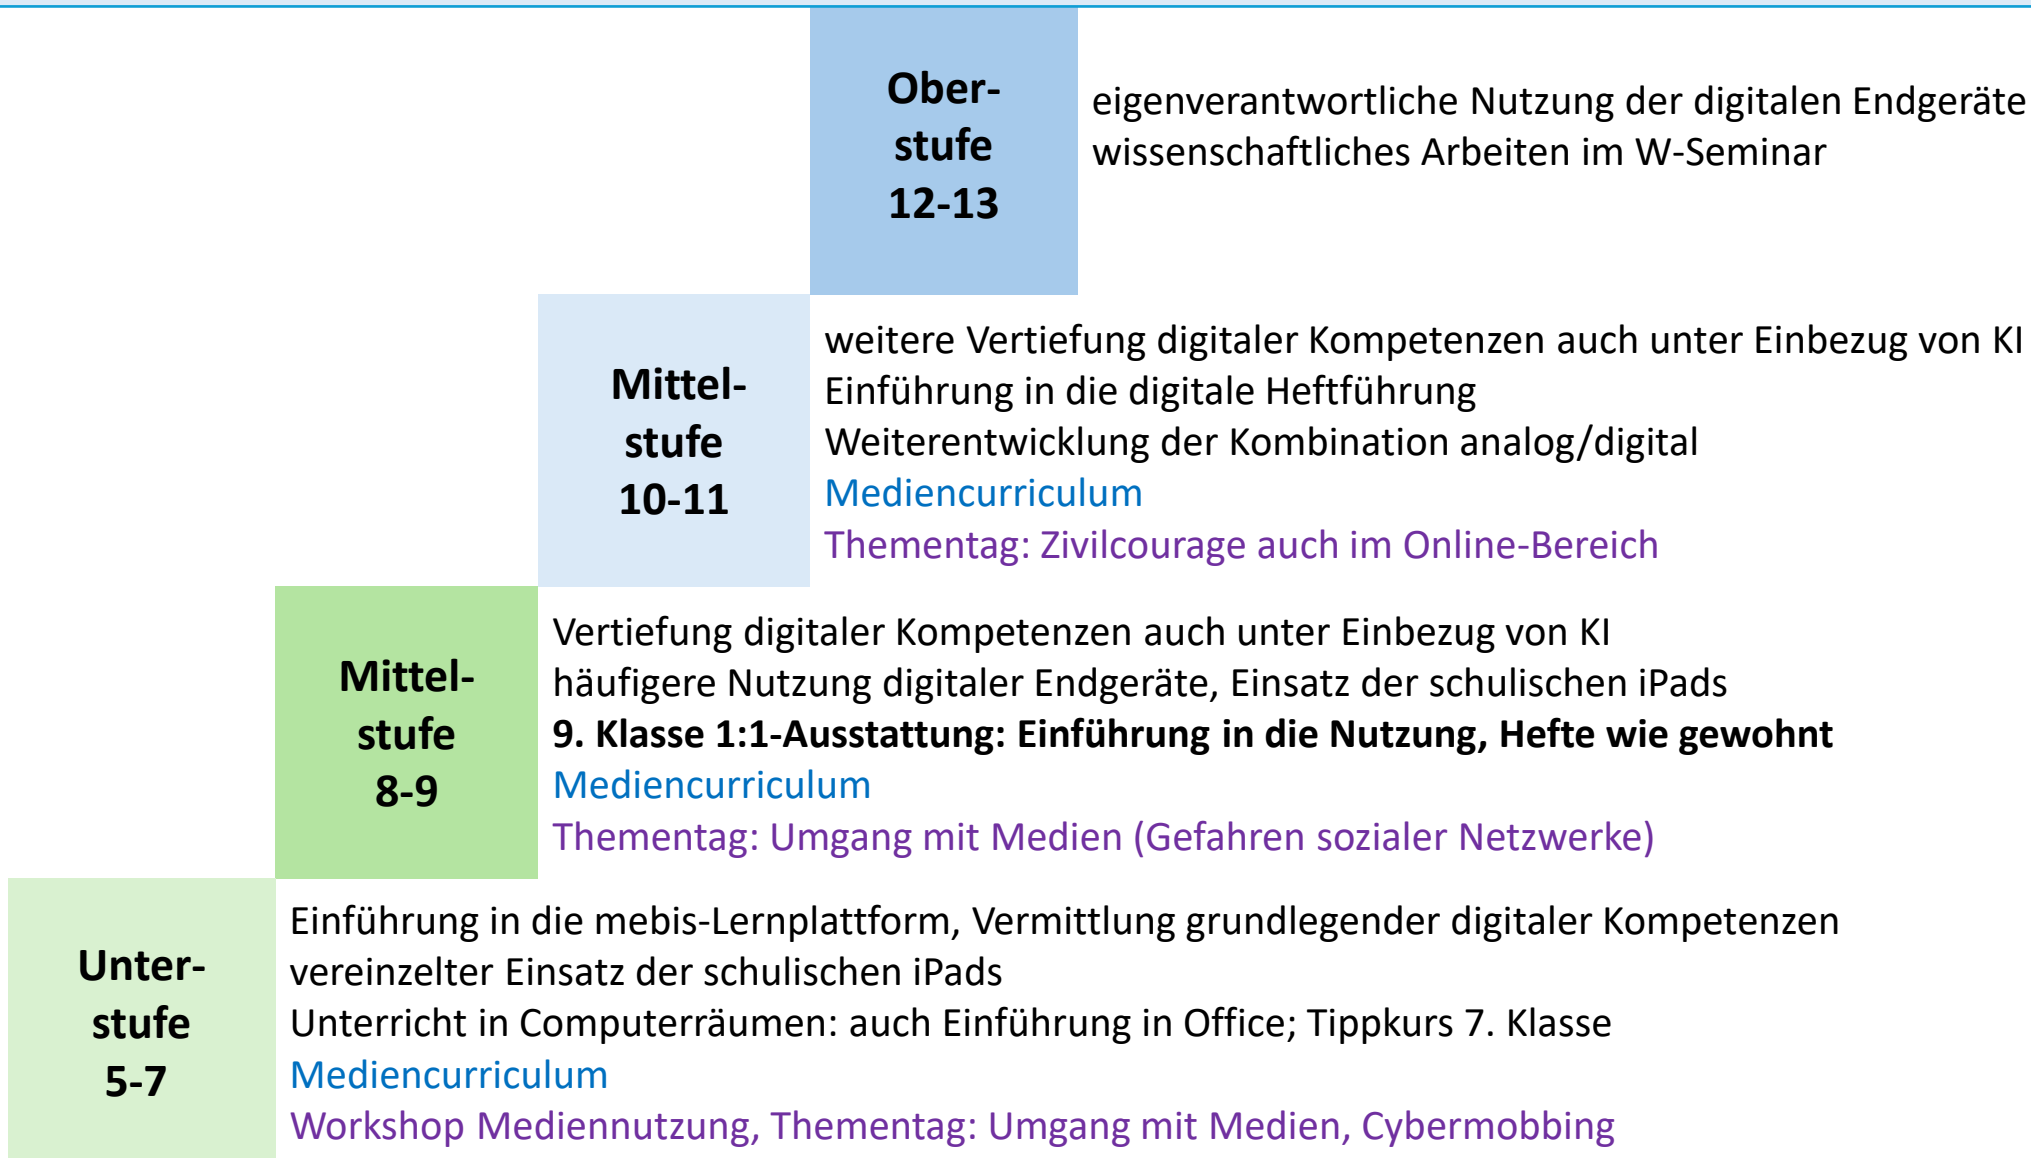 Ober-
stufe
12-13
eigenverantwortliche Nutzung der digitalen Endgeräte
wissenschaftliches Arbeiten im W-Seminar
Mittel-
stufe
10-11
weitere Vertiefung digitaler Kompetenzen auch unter Einbezug von KI
Einführung in die digitale Heftführung
Weiterentwicklung der Kombination analog/digital
Mediencurriculum
Thementag: Zivilcourage auch im Online-Bereich
Mittel-
stufe
8-9
Vertiefung digitaler Kompetenzen auch unter Einbezug von KI
häufigere Nutzung digitaler Endgeräte, Einsatz der schulischen iPads
9. Klasse 1:1-Ausstattung: Einführung in die Nutzung, Hefte wie gewohnt
Mediencurriculum
Thementag: Umgang mit Medien (Gefahren sozialer Netzwerke)
Unter-
stufe
5-7
Einführung in die mebis-Lernplattform, Vermittlung grundlegender digitaler Kompetenzen
vereinzelter Einsatz der schulischen iPads
Unterricht in Computerräumen: auch Einführung in Office; Tippkurs 7. Klasse
Mediencurriculum
Workshop Mediennutzung, Thementag: Umgang mit Medien, Cybermobbing